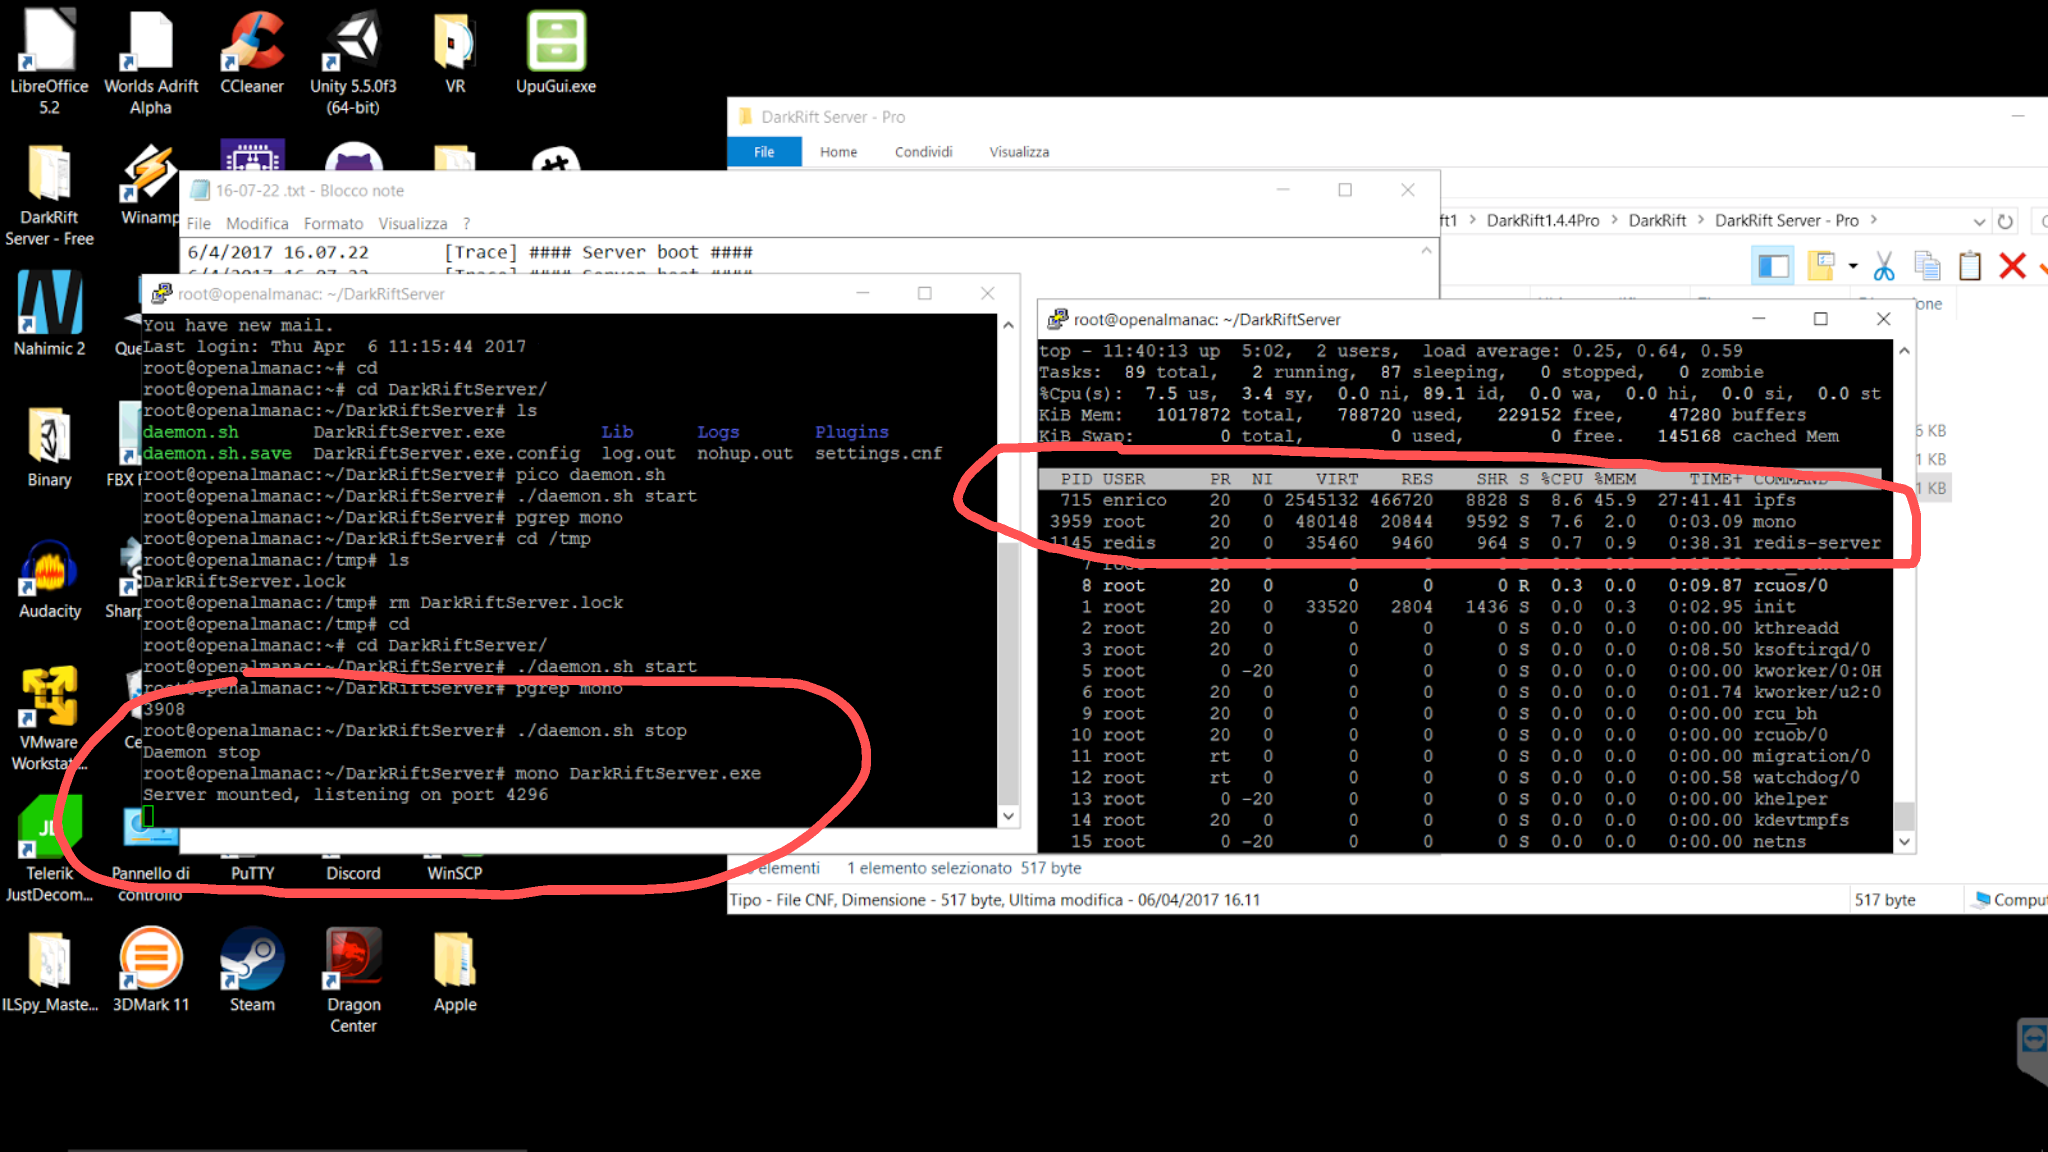 LibreOffice 5.2
Worlds Adrift Alpha
CCleaner
Unity 5.5.0f3 (64-bit)
VR
UpuGui.exe
DarkRift Server - Free
Winamp
Nahimic 2
Que
Binary
FBX
Audacity
Sharp
VMware Workstat...
Ce
Telerik JustDecom...
Pannello di controllo
PuTTY
Discord
WinSCP
ILSpy_Maste...
3DMark 11
Steam
Dragon Center
Apple
DarkRift Server - Pro
File Home Condividi Visualizza
ft1 > DarkRift1.4.4Pro > DarkRift > DarkRift Server - Pro >
one
6 KB
1 KB
1 KB
elementi 1 elemento selezionato 517 byte
Tipo - File CNF, Dimensione - 517 byte, Ultima modifica - 06/04/2017 16.11
517 byte
Comput
16-07-22 .txt - Blocco note
File Modifica Formato Visualizza ?
6/4/2017 16.07.22 [Trace] #### Server boot ####
6/4/2017 16.07.22 [Trace] #### Server boot ####
root@openalmanac: ~/DarkRiftServer
You have new mail.
Last login: Thu Apr  6 11:15:44 2017
root@openalmanac:~# cd
root@openalmanac:~# cd DarkRiftServer/
root@openalmanac:~/DarkRiftServer# ls
daemon.sh DarkRiftServer.exe Lib Logs Plugins
daemon.sh.save DarkRiftServer.exe.config log.out nohup.out settings.cnf
root@openalmanac:~/DarkRiftServer# pico daemon.sh
root@openalmanac:~/DarkRiftServer# ./daemon.sh start
root@openalmanac:~/DarkRiftServer# pgrep mono
root@openalmanac:~/DarkRiftServer# cd /tmp
root@openalmanac:/tmp# ls
DarkRiftServer.lock
root@openalmanac:/tmp# rm DarkRiftServer.lock
root@openalmanac:/tmp# cd
root@openalmanac:~# cd DarkRiftServer/
root@openalmanac:~/DarkRiftServer# ./daemon.sh start
root@openalmanac:~/DarkRiftServer# pgrep mono
3908
root@openalmanac:~/DarkRiftServer# ./daemon.sh stop
Daemon stop
root@openalmanac:~/DarkRiftServer# mono DarkRiftServer.exe
Server mounted, listening on port 4296
root@openalmanac: ~/DarkRiftServer
top - 11:40:13 up  5:02,  2 users,  load average: 0.25, 0.64, 0.59
Tasks:  89 total,   2 running,  87 sleeping,   0 stopped,   0 zombie
%Cpu(s):  7.5 us,  3.4 sy,  0.0 ni, 89.1 id,  0.0 wa,  0.0 hi,  0.0 si,  0.0 st
KiB Mem:   1017872 total,   788720 used,   229152 free,    47280 buffers
KiB Swap:        0 total,        0 used,        0 free.   145168 cached Mem
PID USER PR NI VIRT RES SHR S %CPU %MEM TIME+ COMMAND
715 enrico 20 0 2545132 466720 8828 S 8.6 45.9 27:41.41 ipfs
3959 root 20 0 480148 20844 9592 S 7.6 2.0 0:03.09 mono
1145 redis 20 0 35460 9460 964 S 0.7 0.9 0:38.31 redis-server
7 root
8 root 20 0 0 0 0 R 0.3 0.0 0:09.87 rcuos/0
1 root 20 0 33520 2804 1436 S 0.0 0.3 0:02.95 init
2 root 20 0 0 0 0 S 0.0 0.0 0:00.00 kthreadd
3 root 20 0 0 0 0 S 0.0 0.0 0:08.50 ksoftirqd/0
5 root 0 -20 0 0 0 S 0.0 0.0 0:00.00 kworker/0:0H
6 root 20 0 0 0 0 S 0.0 0.0 0:01.74 kworker/u2:0
9 root 20 0 0 0 0 S 0.0 0.0 0:00.00 rcu_bh
10 root 20 0 0 0 0 S 0.0 0.0 0:00.00 rcuob/0
11 root rt 0 0 0 0 S 0.0 0.0 0:00.00 migration/0
12 root rt 0 0 0 0 S 0.0 0.0 0:00.58 watchdog/0
13 root 0 -20 0 0 0 S 0.0 0.0 0:00.00 khelper
14 root 20 0 0 0 0 S 0.0 0.0 0:00.00 kdevtmpfs
15 root 0 -20 0 0 0 S 0.0 0.0 0:00.00 netns